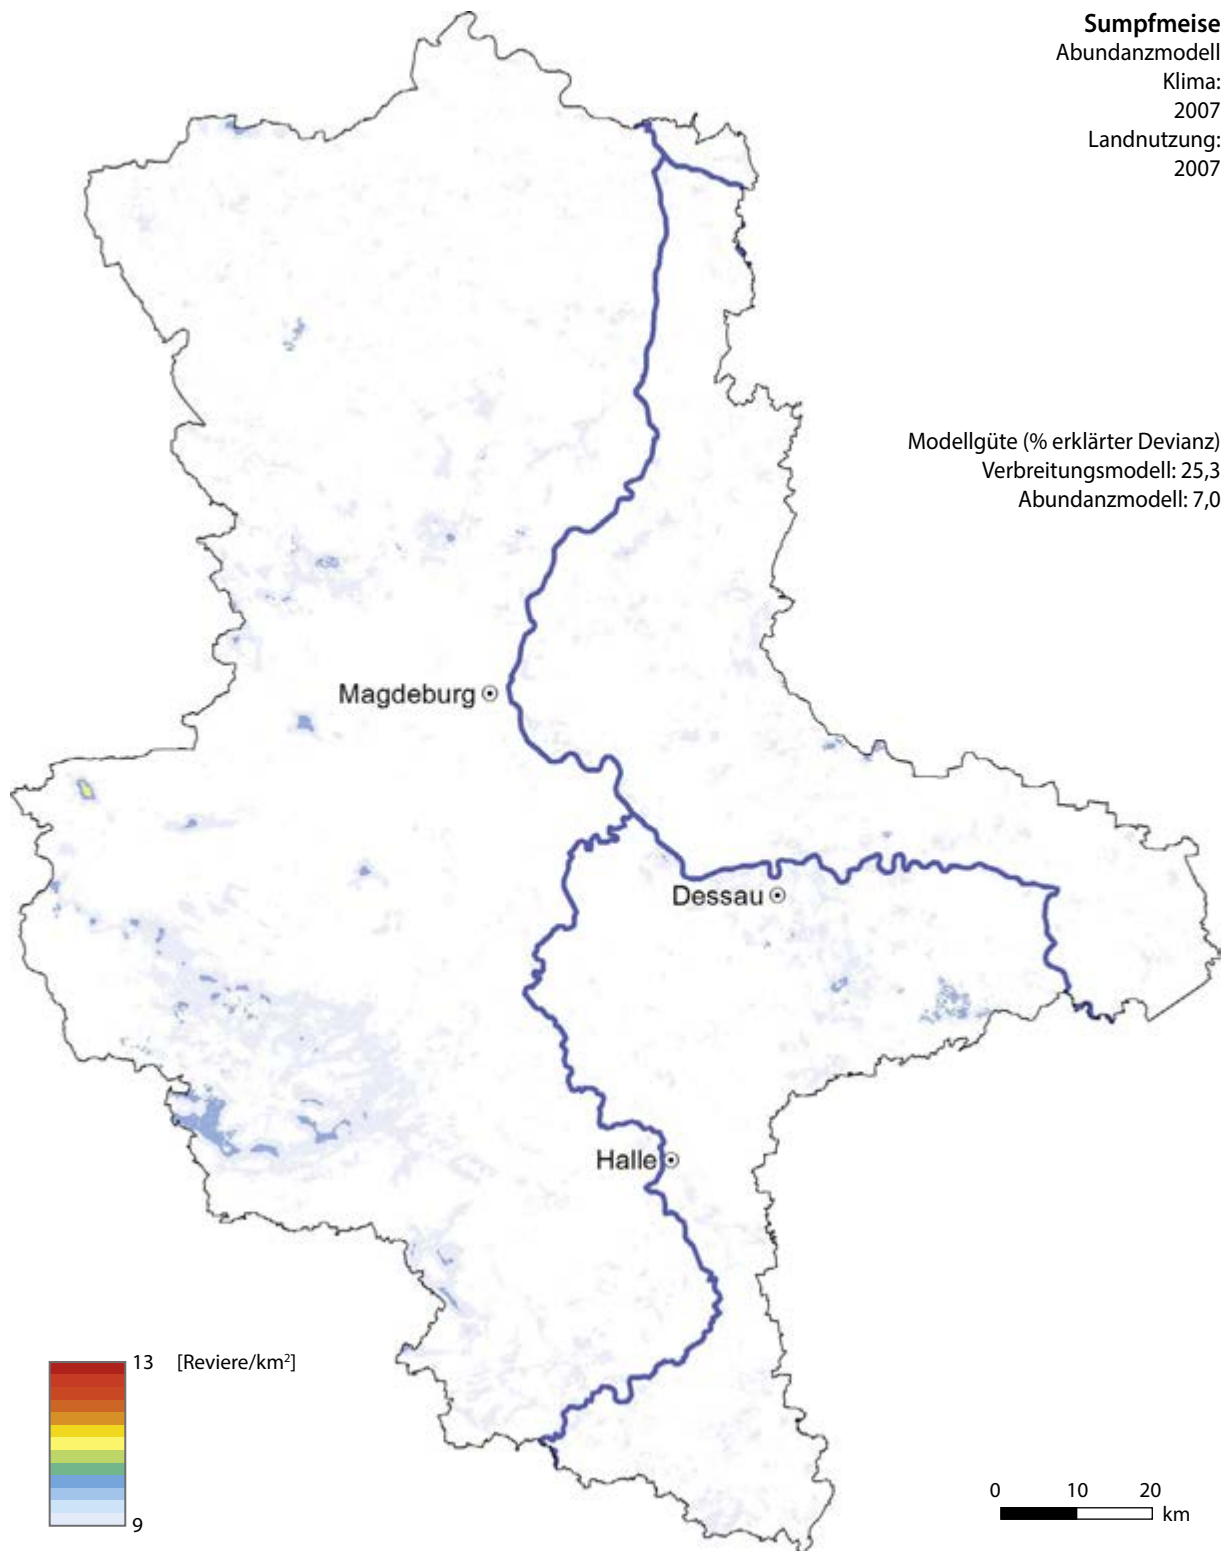 Sumpfmeise
Abundanzmodell
Klima:
2007
Landnutzung:
2007
Modellgüte (% erklärter Devianz)
Verbreitungsmodell: 25,3
Abundanzmodell: 7,0
Magdeburg
Dessau
Halle
13 [Reviere/km²]
9
0 10 20
km